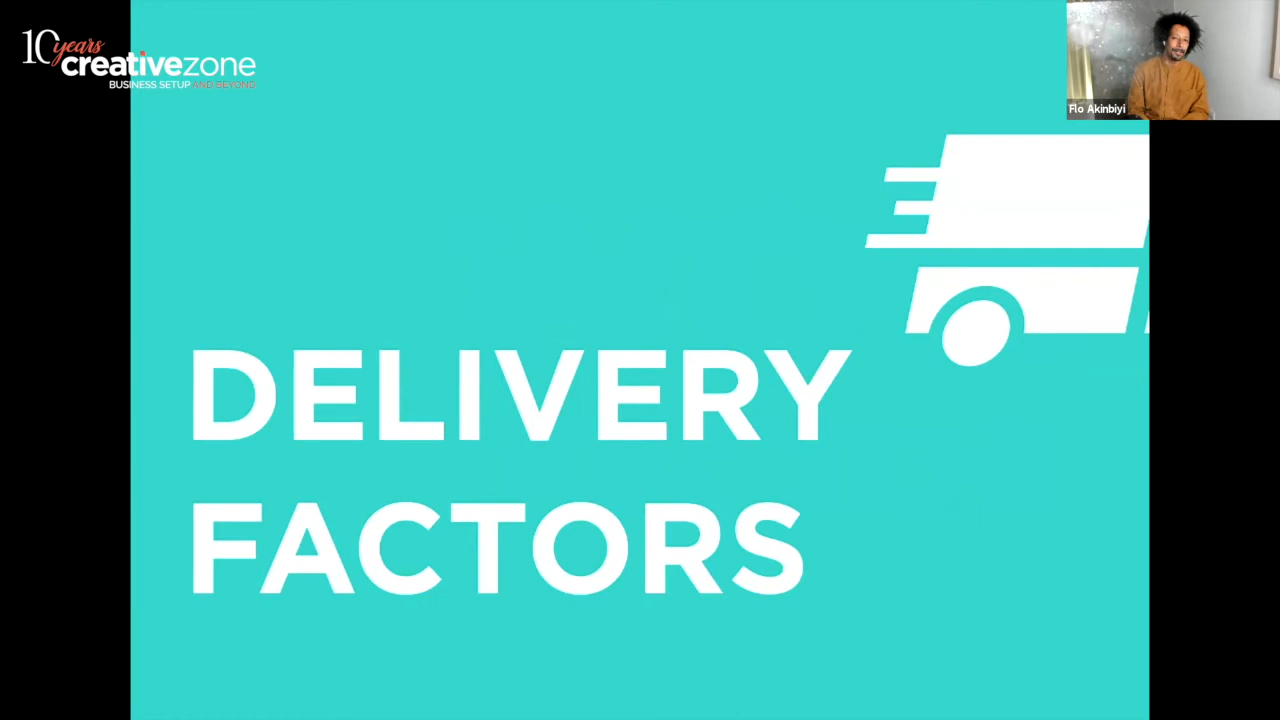 10 years
creativezone
BUSINESS SETUP AND BEYOND
Flo Akinbiyi
DELIVERY
FACTORS